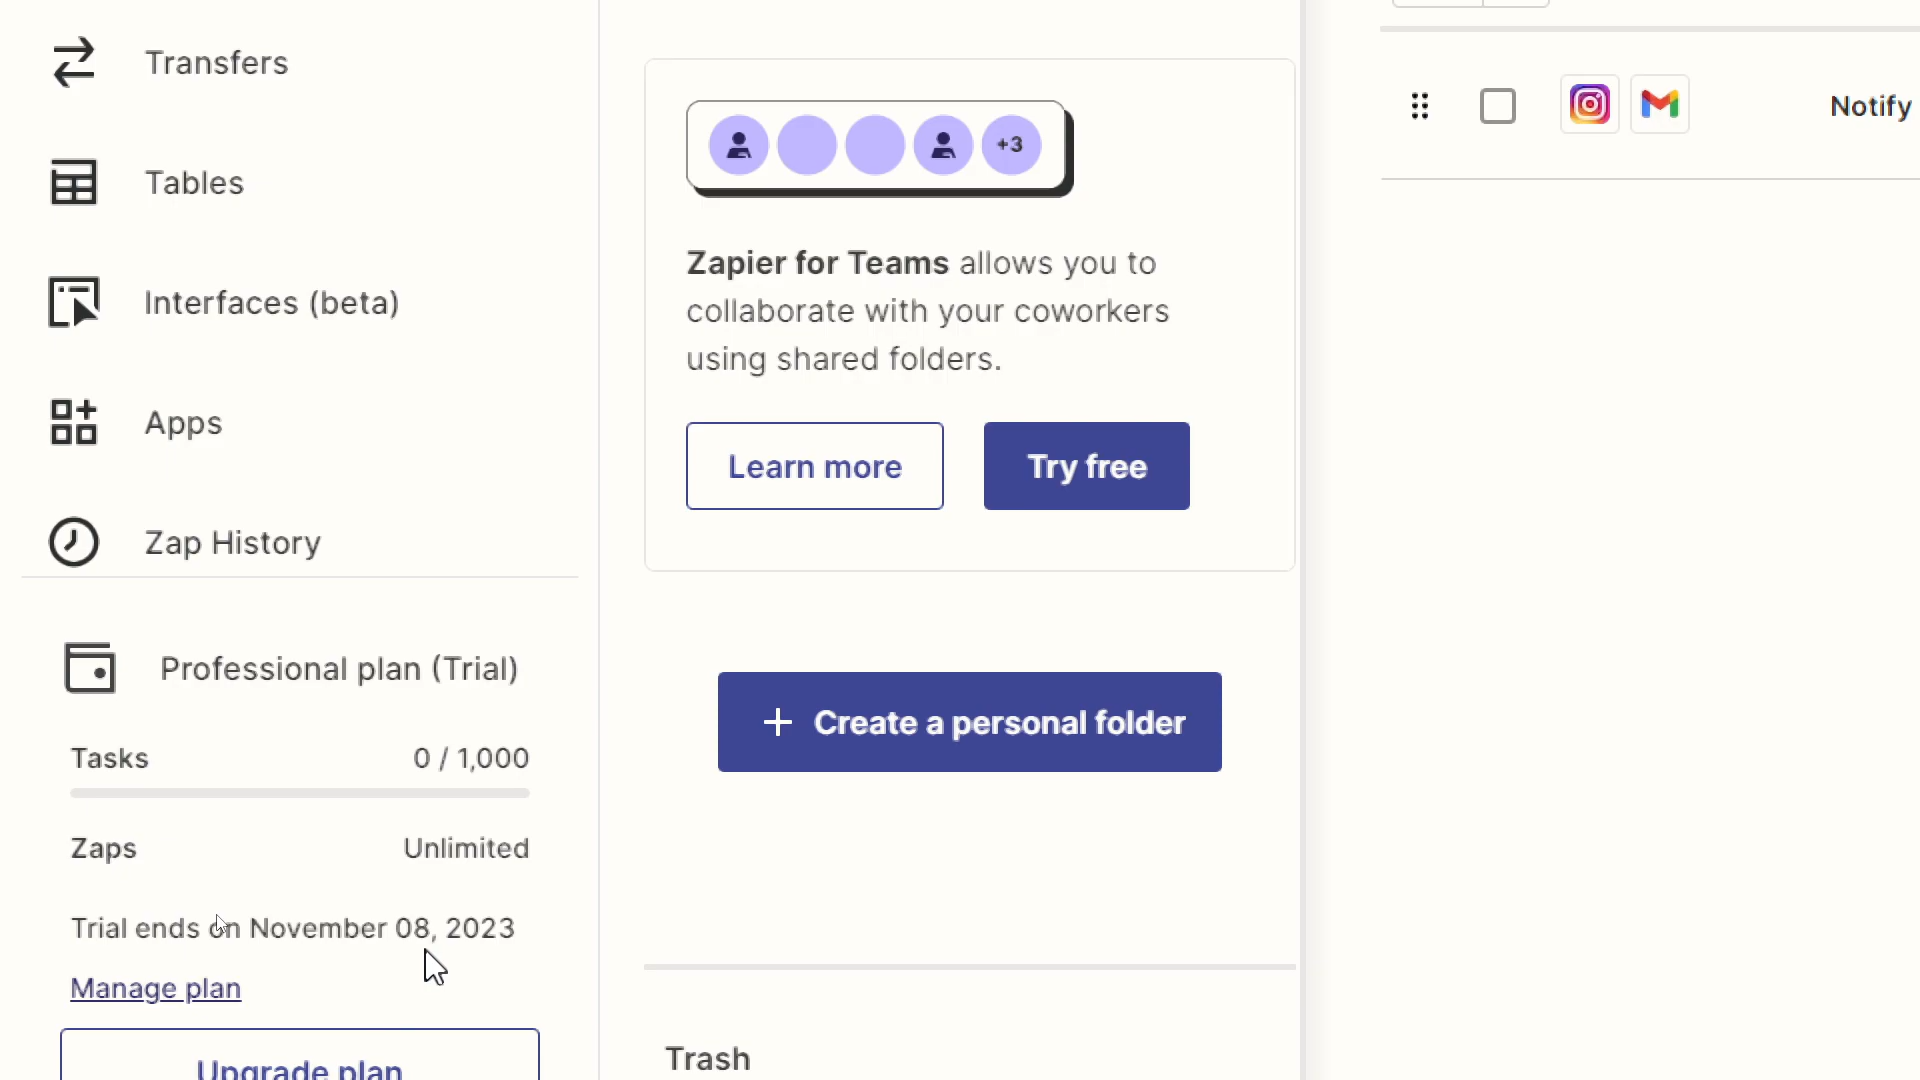 Transfers
Tables
Interfaces (beta)
Apps
Zap History
Professional plan (Trial)
Tasks 0 / 1,000
Zaps Unlimited
Trial ends on November 08, 2023
Manage plan
Upgrade plan
+3
Zapier for Teams allows you to
collaborate with your coworkers
using shared folders.
Learn more Try free
+ Create a personal folder
Trash
Notify